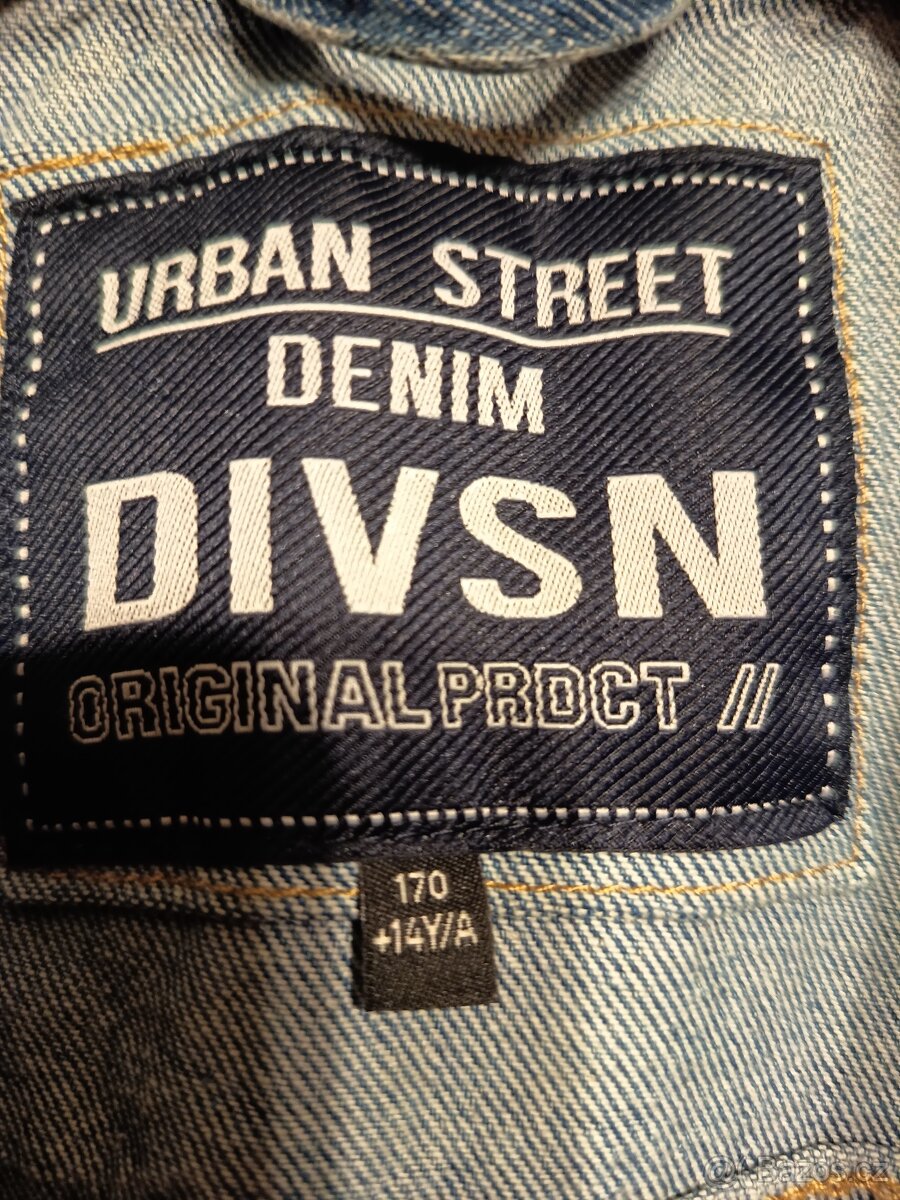 URBAN STREET
DENIM
DIVSN
ORIGINAL PRDCT //
170
+14Y/A
@ Bazos.cz